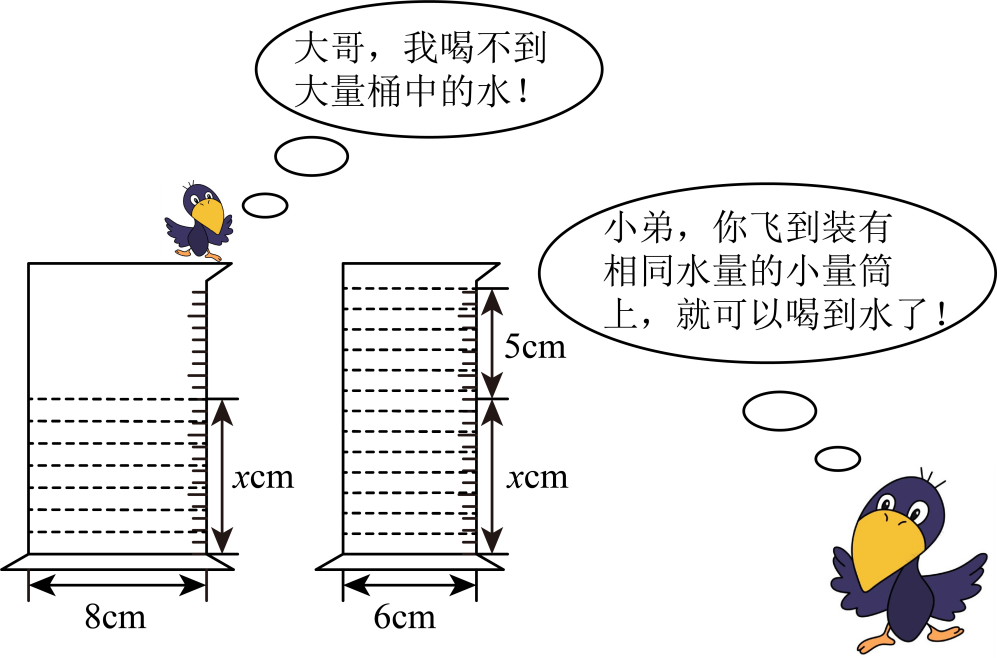 大哥，我喝不到
大量桶中的水！
小弟，你飞到装有
相同水量的小量筒
上，就可以喝到水了！
5cm
xcm
xcm
8cm
6cm